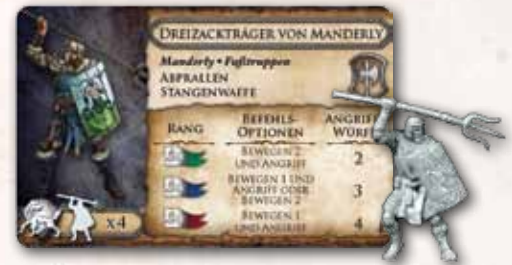 DREIZACKTRÄGER VON MANDERLY
Manderly • Fußtruppen
ABPRALLEN
STANGENWAFFE
RANG
BEFEHLS-
OPTIONEN
ANGRIFF
WÜRF
BEWEGEN 2
UND ANGRIFF
2
BEWEGEN 1 UND
ANGRIFF ODER
BEWEGEN 2
3
BEWEGEN 1
UND ANGRIFF
4
x4